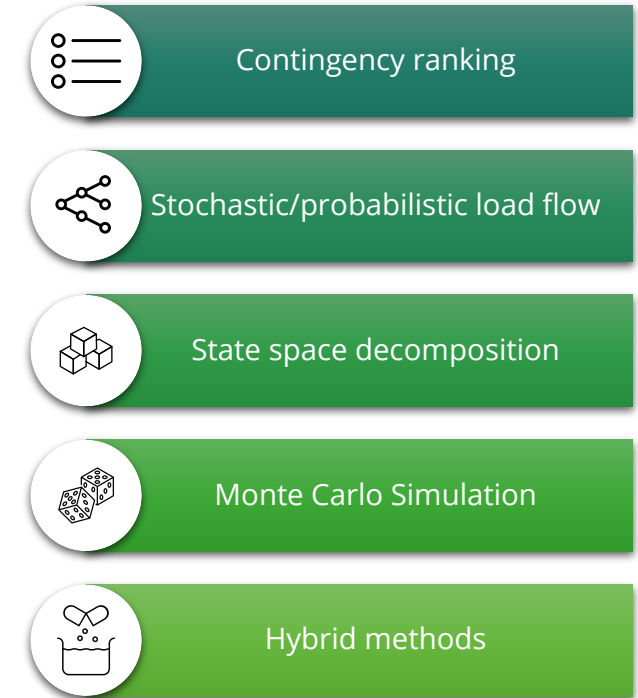 Contingency ranking
Stochastic/probabilistic load flow
State space decomposition
Monte Carlo Simulation
Hybrid methods